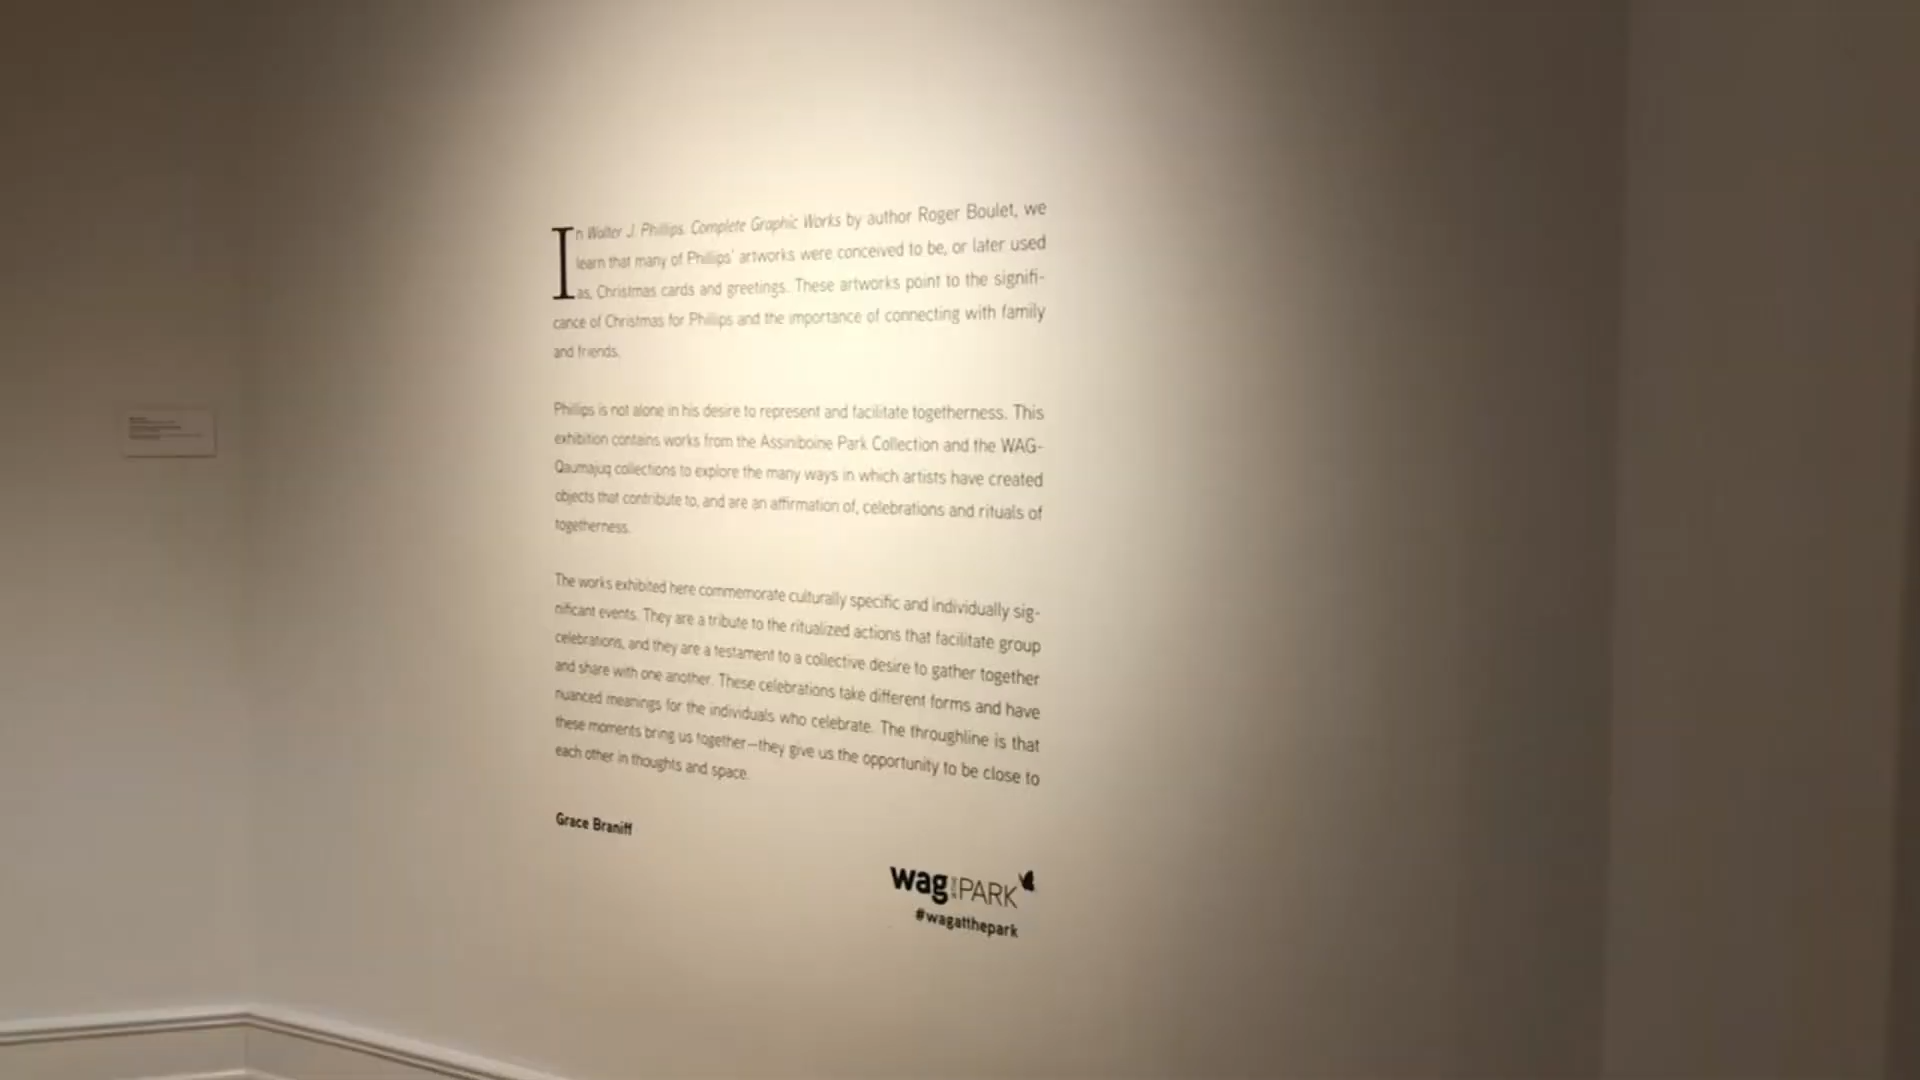 In Walter J. Phillips. Complete Graphic Works by author Roger Boulet, we
learn that many of Phillips' artworks were conceived to be, or later used
as, Christmas cards and greetings. These artworks point to the signifi-
cance of Christmas for Phillips and the importance of connecting with family
and friends.
Phillips is not alone in his desire to represent and facilitate togetherness. This
exhibition contains works from the Assiniboine Park Collection and the WAG-
Qaumajuq collections to explore the many ways in which artists have created
objects that contribute to, and are an affirmation of, celebrations and rituals of
togetherness.
The works exhibited here commemorate culturally specific and individually sig-
nificant events. They are a tribute to the ritualized actions that facilitate group
celebrations, and they are a testament to a collective desire to gather together
and share with one another. These celebrations take different forms and have
nuanced meanings for the individuals who celebrate. The throughline is that
these moments bring us together—they give us the opportunity to be close to
each other in thoughts and space.
Grace Braniff
wag PARK
#wagatthepark